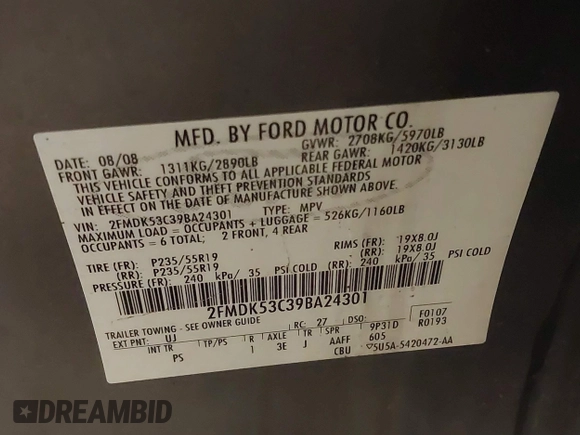 MFD. BY FORD MOTOR CO.
DATE: 08/08 GVWR: 2708KG/5970LB
FRONT GAWR: 1311KG/2890LB REAR GAWR: 1420KG/3130LB
THIS VEHICLE CONFORMS TO ALL APPLICABLE FEDERAL MOTOR
VEHICLE SAFETY AND THEFT PREVENTION STANDARDS
IN EFFECT ON THE DATE OF MANUFACTURE SHOWN ABOVE.
VIN: 2FMDK53C39BA24301 TYPE: MPV
MAXIMUM LOAD = OCCUPANTS + LUGGAGE = 526KG/1160LB
OCCUPANTS = 6 TOTAL; 2 FRONT, 4 REAR
TIRE (FR): P235/55R19 RIMS (FR): 19X8.0J
(RR): P235/55R19 (RR): 19X8.0J
PRESSURE (FR): 240 kPa/ 35 PSI COLD (RR): 240 kPa/ 35 PSI COLD
2FMDK53C39BA24301
TRAILER TOWING - SEE OWNER GUIDE
EXT PNT: UJ RC: 27 DSO: F0107
R0193
INT TR TP/PS R AXLE TR SPR 9P31D
PS 1 3E J AAFF 605
CBU ▽5U5A-5420472-AA
DREAMBID